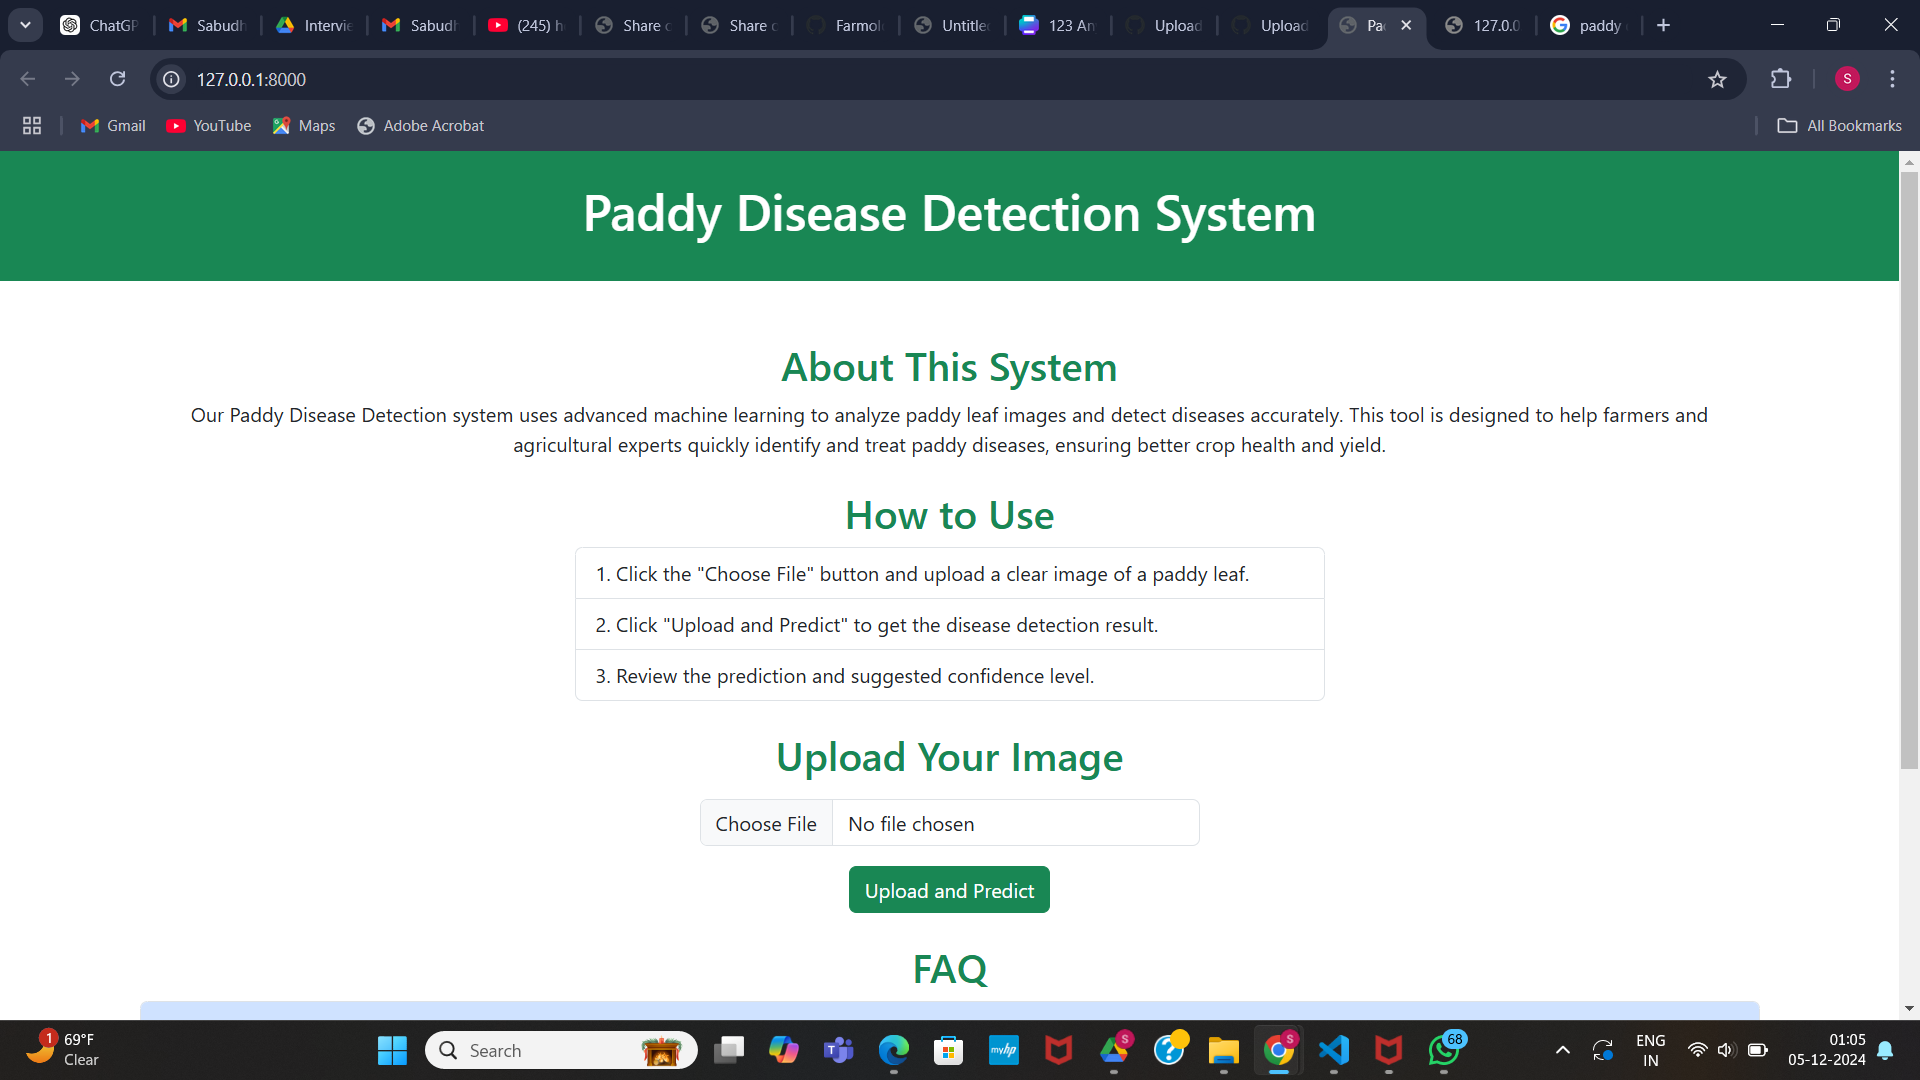 ChatGP
Sabudh
Intervie
Sabudh
(245) h
Share c
Share c
Farmol
Untitle
123 An
Upload
Upload
Pa
127.0.0
paddy
127.0.0.1:8000
S
Gmail
YouTube
Maps
Adobe Acrobat
All Bookmarks
Paddy Disease Detection System
About This System
Our Paddy Disease Detection system uses advanced machine learning to analyze paddy leaf images and detect diseases accurately. This tool is designed to help farmers and
agricultural experts quickly identify and treat paddy diseases, ensuring better crop health and yield.
How to Use
1. Click the "Choose File" button and upload a clear image of a paddy leaf.
2. Click "Upload and Predict" to get the disease detection result.
3. Review the prediction and suggested confidence level.
Upload Your Image
Choose File
No file chosen
Upload and Predict
FAQ
1
69°F
Clear
Search
myhp
S
S
68
ENG
IN
01:05
05-12-2024